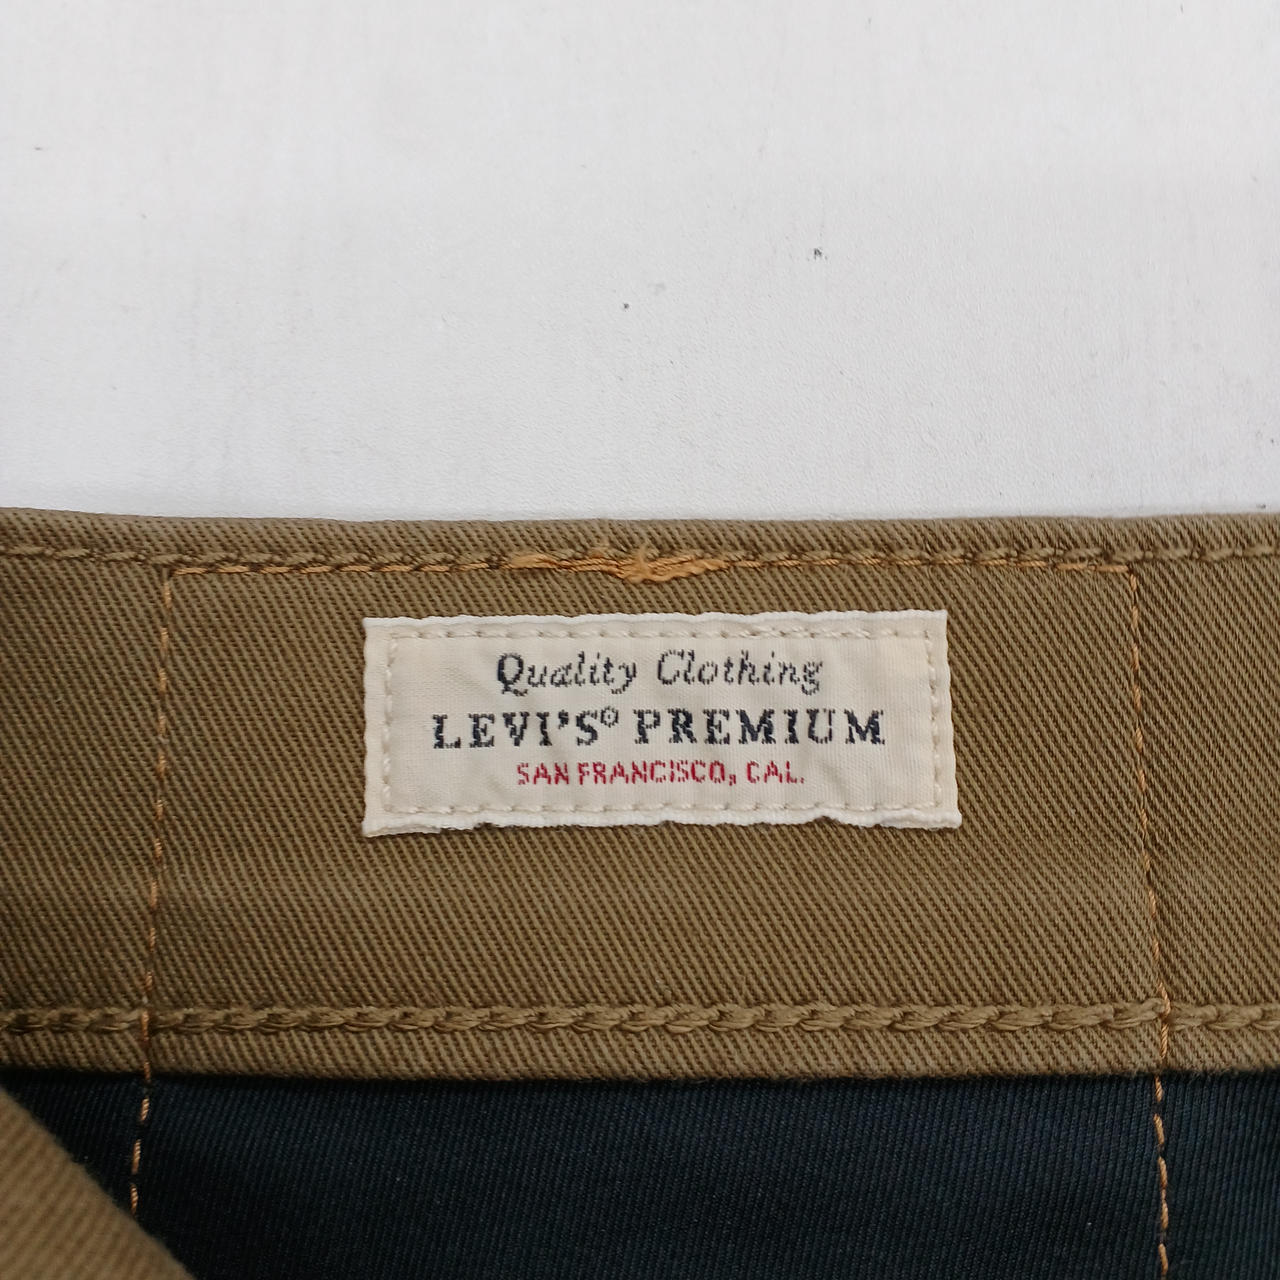 Quality Clothing
LEVI'S® PREMIUM
SAN FRANCISCO, CAL.